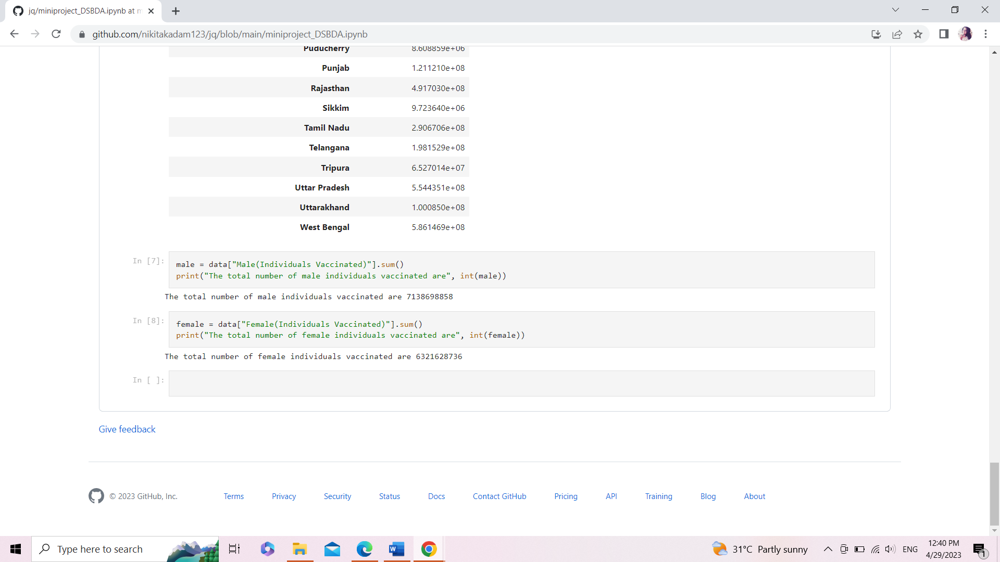 jq/miniproject_DSBDA.ipynb at m
github.com/nikitakadam123/jq/blob/main/miniproject_DSBDA.ipynb
Puducherry 8.608859e+06
Punjab 1.211210e+08
Rajasthan 4.917030e+08
Sikkim 9.723640e+06
Tamil Nadu 2.906706e+08
Telangana 1.981529e+08
Tripura 6.527014e+07
Uttar Pradesh 5.544351e+08
Uttarakhand 1.000850e+08
West Bengal 5.861469e+08
In [7]: male = data["Male(Individuals Vaccinated)"].sum()
print("The total number of male individuals vaccinated are", int(male))
The total number of male individuals vaccinated are 7138698858
In [8]: female = data["Female(Individuals Vaccinated)"].sum()
print("The total number of female individuals vaccinated are", int(female))
The total number of female individuals vaccinated are 6321628736
In [ ]:
Give feedback
© 2023 GitHub, Inc. Terms Privacy Security Status Docs Contact GitHub Pricing API Training Blog About
Type here to search 31°C Partly sunny ENG 12:40 PM
4/29/2023 1